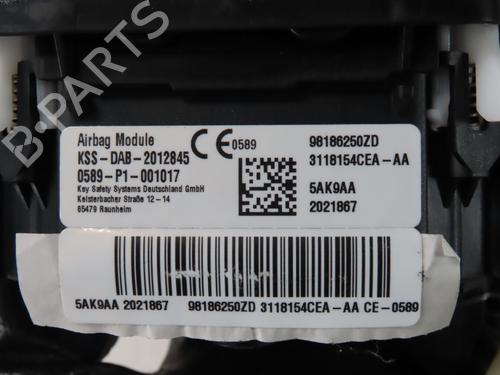 B-PARTS
Airbag Module
KSS-DAB-2012845
0589-P1-001017
Key Safety Systems Deutschland GmbH
Kelsterbacher Straße 12 - 14
65479 Raunheim
CE 0589
98186250ZD
3118154CEA-AA
5AK9AA
2021867
5AK9AA 2021867 98186250ZD 3118154CEA-AA CE-0589